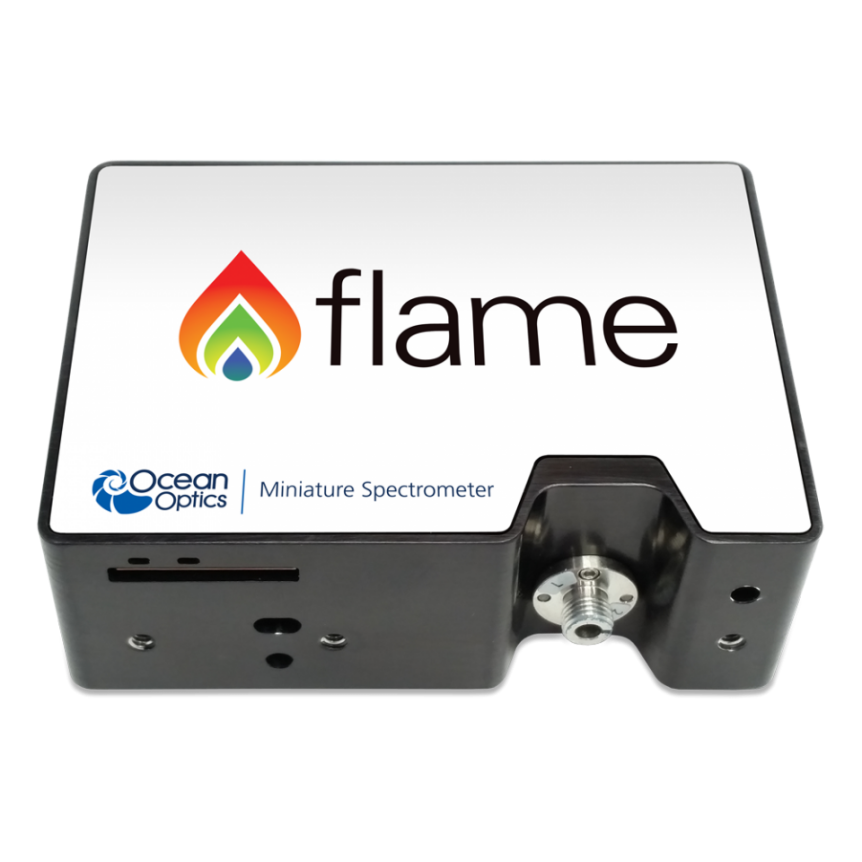 flame
Ocean
Optics
Miniature Spectrometer